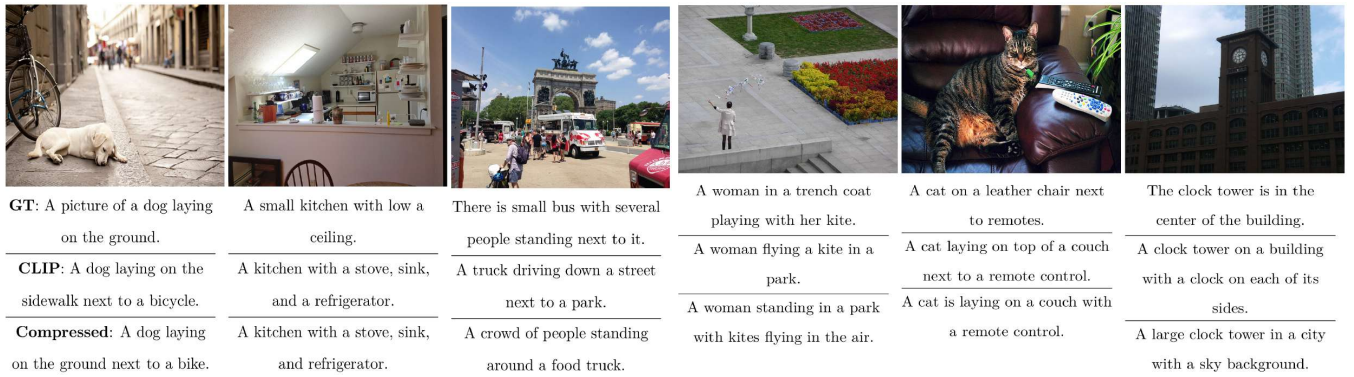 GT: A picture of a dog laying
on the ground.
CLIP: A dog laying on the
sidewalk next to a bicycle.
Compressed: A dog laying
on the ground next to a bike.
A small kitchen with low a
ceiling.
A kitchen with a stove, sink,
and a refrigerator.
A kitchen with a stove, sink,
and refrigerator.
There is small bus with several
people standing next to it.
A truck driving down a street
next to a park.
A crowd of people standing
around a food truck.
A woman in a trench coat
playing with her kite.
A woman flying a kite in a
park.
A woman standing in a park
with kites flying in the air.
A cat on a leather chair next
to remotes.
A cat laying on top of a couch
next to a remote control.
A cat is laying on a couch with
a remote control.
The clock tower is in the
center of the building.
A clock tower on a building
with a clock on each of its
sides.
A large clock tower in a city
with a sky background.